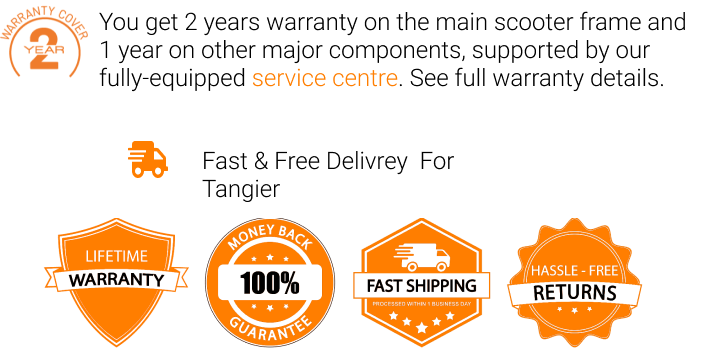 WARRANTY COVER
2
YEAR
You get 2 years warranty on the main scooter frame and
1 year on other major components, supported by our
fully-equipped service centre. See full warranty details.
Fast & Free Delivrey  For
Tangier
LIFETIME
WARRANTY
MONEY BACK
100%
GUARANTEE
FAST SHIPPING
PROCESSED WITHIN 1 BUSINESS DAY
HASSLE - FREE
RETURNS